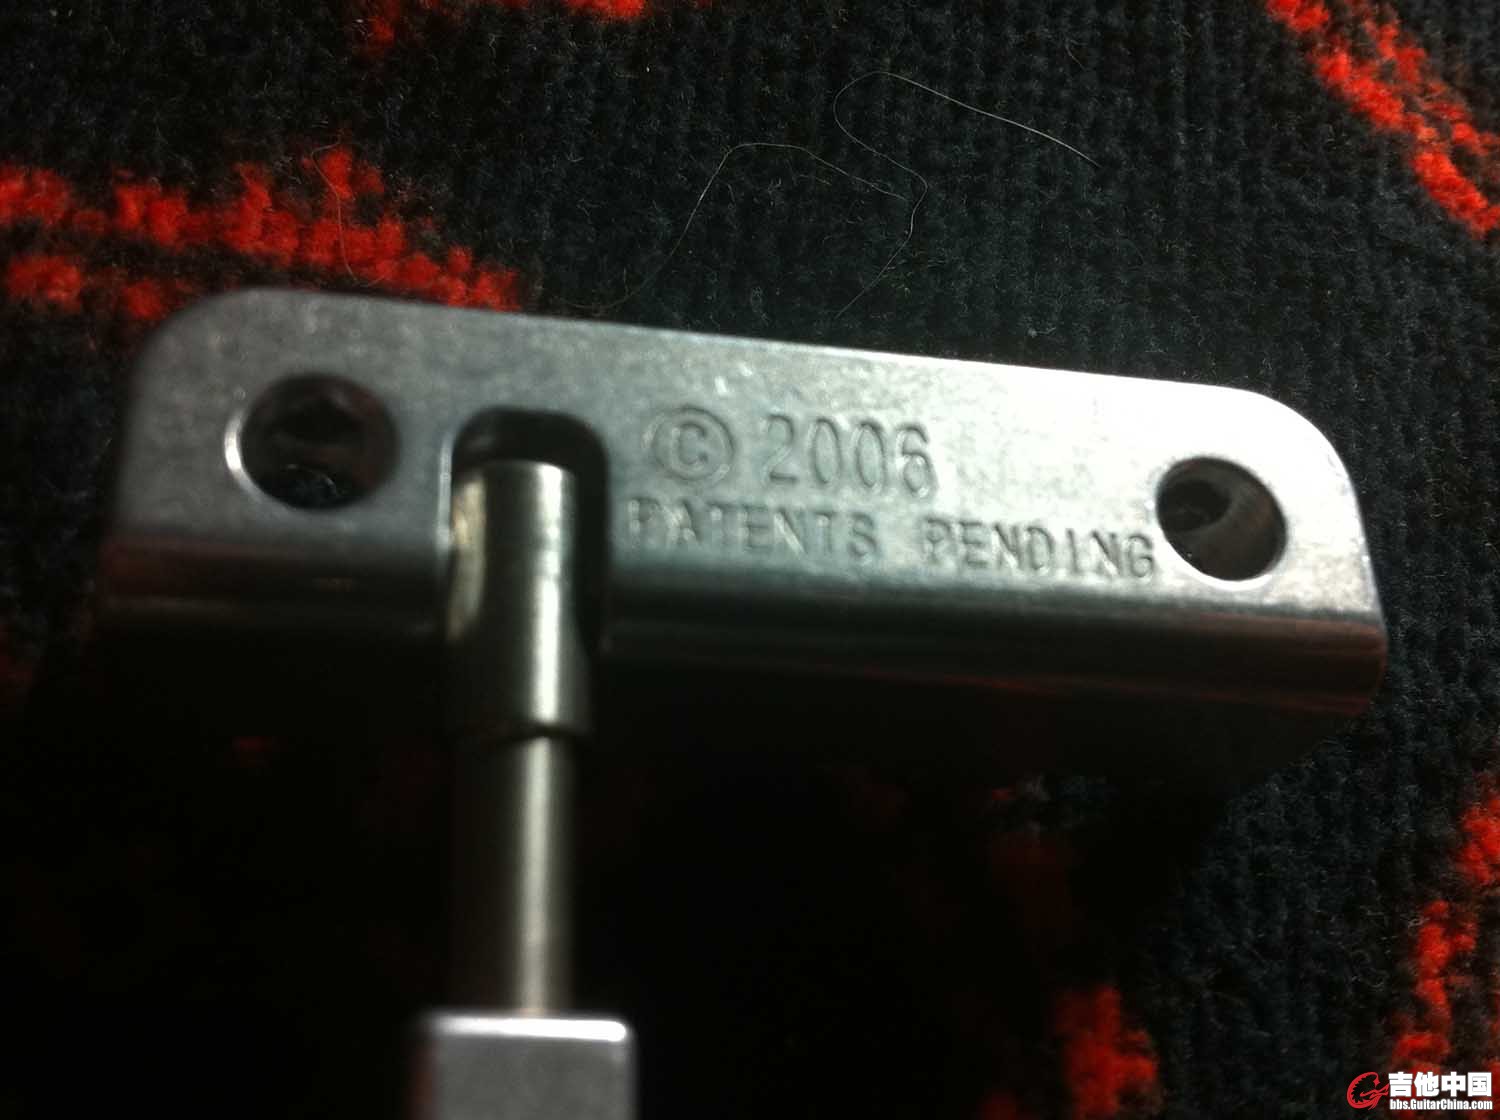 © 2006
PATENTS PENDING
吉他中国
bbs.GuitarChina.com